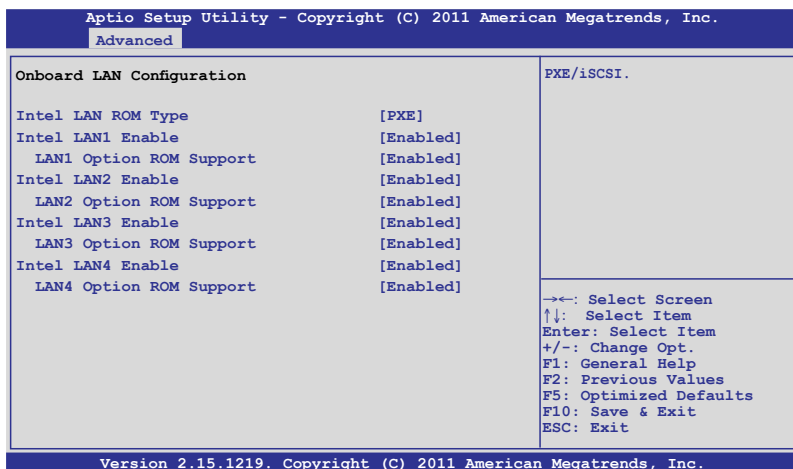 Aptio Setup Utility - Copyright (C) 2011 American Megatrends, Inc.
Advanced
Onboard LAN Configuration
Intel LAN ROM Type [PXE]
Intel LAN1 Enable [Enabled]
LAN1 Option ROM Support [Enabled]
Intel LAN2 Enable [Enabled]
LAN2 Option ROM Support [Enabled]
Intel LAN3 Enable [Enabled]
LAN3 Option ROM Support [Enabled]
Intel LAN4 Enable [Enabled]
LAN4 Option ROM Support [Enabled]
PXE/iSCSI.
→←: Select Screen
↑↓: Select Item
Enter: Select Item
+/-: Change Opt.
F1: General Help
F2: Previous Values
F5: Optimized Defaults
F10: Save & Exit
ESC: Exit
Version 2.15.1219. Copyright (C) 2011 American Megatrends, Inc.